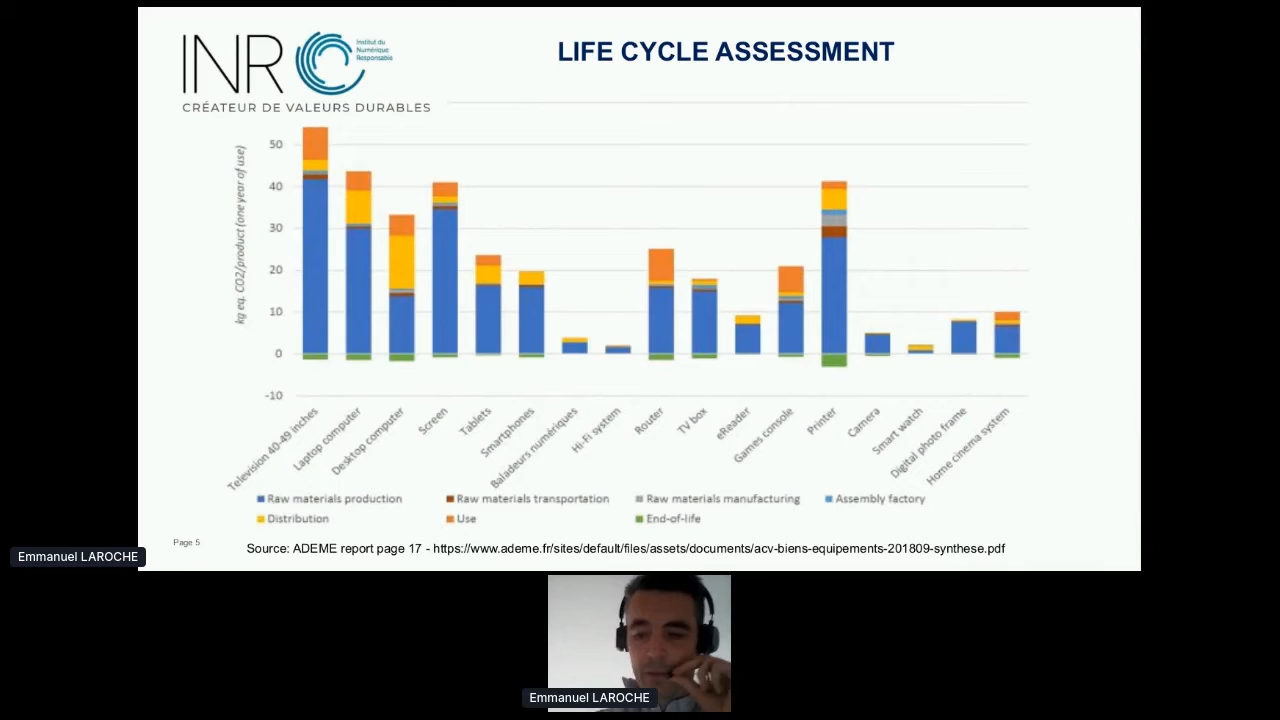 INR
Institut du
Numérique
Responsable
CRÉATEUR DE VALEURS DURABLES
LIFE CYCLE ASSESSMENT
kg eq. CO2/product (one year of use)
50
40
30
20
10
0
-10
Television 40-49 inches
Laptop computer
Desktop computer
Screen
Tablets
Smartphones
Baladeurs numériques
Hi-Fi system
Router
TV box
eReader
Games console
Printer
Camera
Smart watch
Digital photo frame
Home cinema system
Raw materials production
Raw materials transportation
Raw materials manufacturing
Assembly factory
Distribution
Use
End-of-life
Page 5
Source: ADEME report page 17 - https://www.ademe.fr/sites/default/files/assets/documents/acv-biens-equipements-201809-synthese.pdf
Emmanuel LAROCHE
Emmanuel LAROCHE